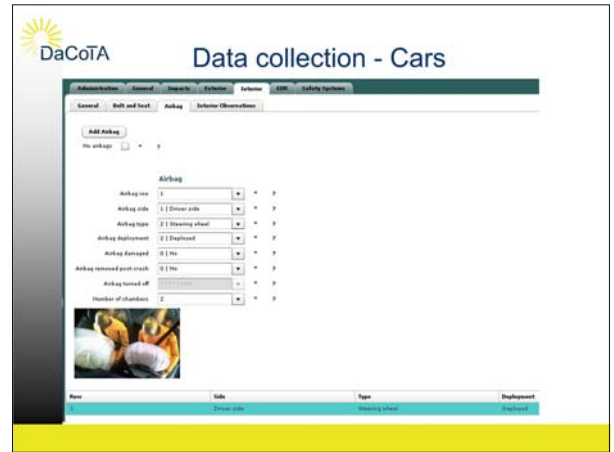 DaCoTA
Data collection - Cars
Administration General Impacts Exterior Interior EDR Safety Systems
General Belt and Seat Airbag Interior Observations
Add Airbag
No airbags * ?
Airbag
Airbag row 1 * ?
Airbag side 1 | Driver side * ?
Airbag type 2 | Steering wheel * ?
Airbag deployment 2 | Deployed * ?
Airbag damaged 0 | No * ?
Airbag removed post crash 0 | No * ?
Airbag turned off * ?
Number of chambers 2 * ?
Row Side Type Deployment
1 Driver side Steering wheel Deployed